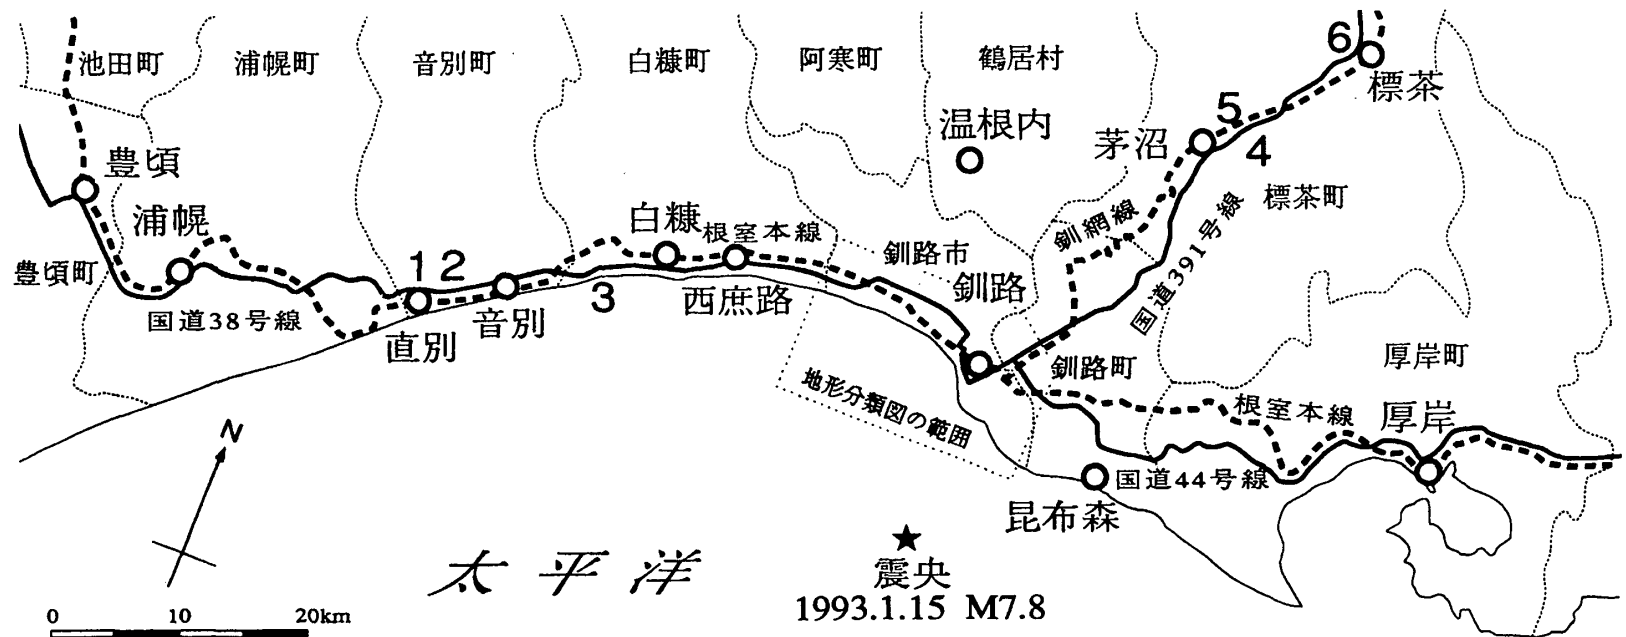 池田町
浦幌町
音別町
白糠町
阿寒町
鶴居村
6
標茶
温根内
5
茅沼
4
豊頃
標茶町
浦幌
白糠
根室本線
釧網線
国道391号線
豊頃町
1 2
釧路市
釧路
3
西庶路
国道38号線
音別
直別
釧路町
厚岸町
地形分類図の範囲
根室本線
厚岸
N
国道44号線
昆布森
太平洋
震央
1993.1.15 M7.8
0 10 20km